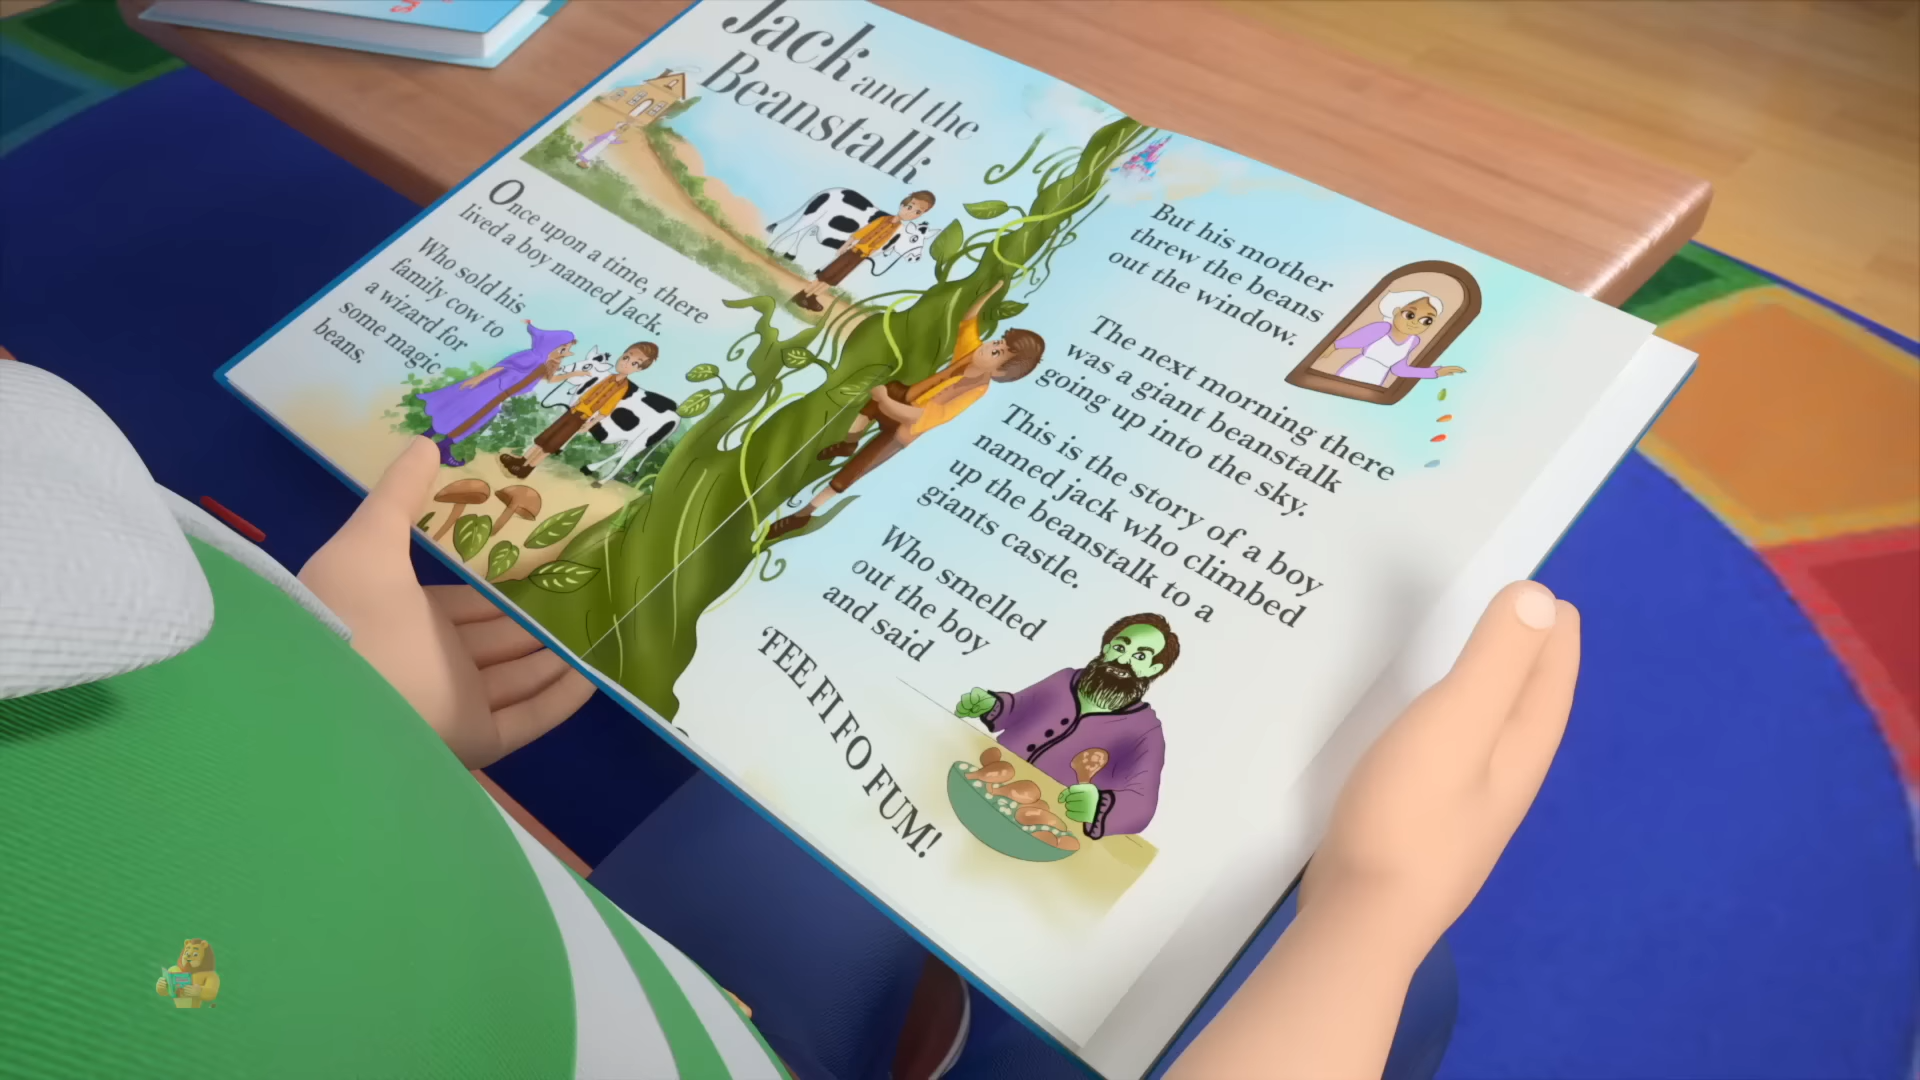 Jack and the
Beanstalk
Once upon a time, there
lived a boy named Jack.
Who sold his
family cow to
a wizard for
some magic
beans.
But his mother
threw the beans
out the window.
The next morning there
was a giant beanstalk
going up into the sky.
This is the story of a boy
named jack who climbed
up the beanstalk to a
giants castle.
Who smelled
out the boy
and said
'FEE FI FO FUM!